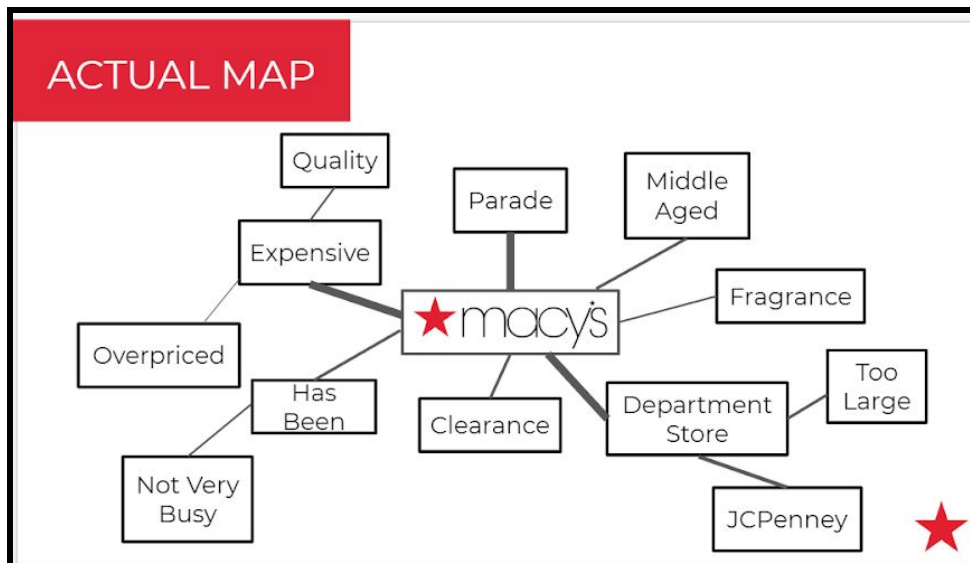 ACTUAL MAP
Quality
Parade
Middle
Aged
Expensive
Fragrance
macy's
Overpriced
Has
Been
Clearance
Department
Store
Too
Large
Not Very
Busy
JCPenney